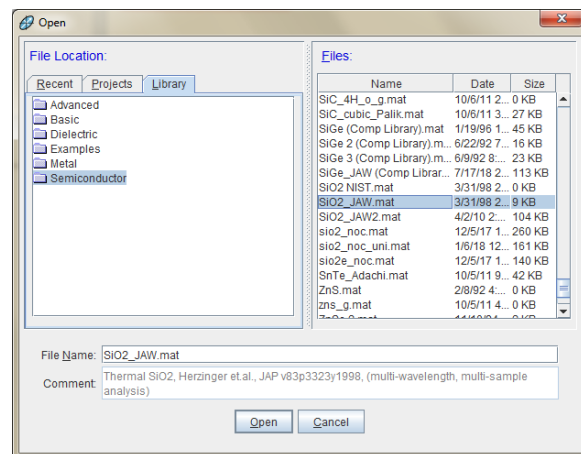 Open
File Location:
Files:
Recent Projects Library
Advanced
Basic
Dielectric
Examples
Metal
Semiconductor
Name Date Size
SiC_4H_o_g.mat 10/6/11 2... 0 KB
SiC_cubic_Palik.mat 10/6/11 3... 27 KB
SiGe (Comp Library).mat 1/19/96 1... 45 KB
SiGe 2 (Comp Library).m... 6/22/92 7... 16 KB
SiGe 3 (Comp Library).m... 6/9/92 8:... 23 KB
SiGe_JAW (Comp Librar... 7/17/18 2... 113 KB
SiO2 NIST.mat 3/31/98 2... 0 KB
SiO2_JAW.mat 3/31/98 2... 9 KB
SiO2_JAW2.mat 4/2/10 2:... 104 KB
sio2_noc.mat 12/5/17 1... 260 KB
sio2_noc_uni.mat 1/6/18 12... 161 KB
sio2e_noc.mat 12/5/17 1... 140 KB
SnTe_Adachi.mat 10/5/11 9... 42 KB
ZnS.mat 2/8/92 4:... 0 KB
zns_g.mat 10/5/11 4... 0 KB
File Name: SiO2_JAW.mat
Comment: Thermal SiO2, Herzinger et.al., JAP v83p3323y1998, (multi-wavelength, multi-sample
analysis)
Open Cancel